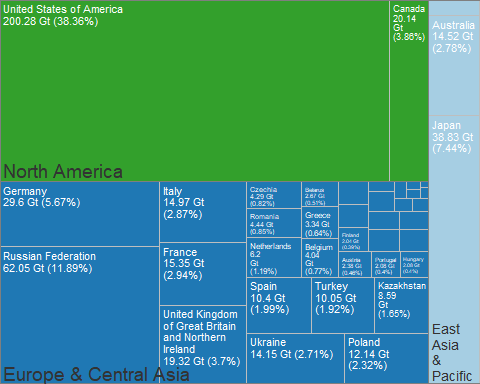 United States of America
200.28 Gt (38.36%)
Canada
20.14
Gt
(3.86%)
North America
Australia
14.52 Gt
(2.78%)
Japan
38.83 Gt
(7.44%)
East
Asia
&
Pacific
Germany
29.6 Gt (5.67%)
Russian Federation
62.05 Gt (11.89%)
Italy
14.97 Gt
(2.87%)
France
15.35 Gt
(2.94%)
United Kingdom
of Great Britain
and Northern
Ireland
19.32 Gt (3.7%)
Czechia
4.29 Gt
(0.82%)
Romania
4.44 Gt
(0.85%)
Netherlands
6.2
Gt
(1.19%)
Belarus
2.67 Gt
(0.51%)
Greece
3.34 Gt
(0.64%)
Belgium
4.04
Gt
(0.77%)
Finland
2.04 Gt
(0.39%)
Austria
2.38 Gt
(0.46%)
Portugal
2.08 Gt
(0.4%)
Hungary
2.08 Gt
(0.4%)
Spain
10.4 Gt
(1.99%)
Turkey
10.05 Gt
(1.92%)
Kazakhstan
8.59
Gt
(1.65%)
Ukraine
14.15 Gt (2.71%)
Poland
12.14 Gt
(2.32%)
Europe & Central Asia